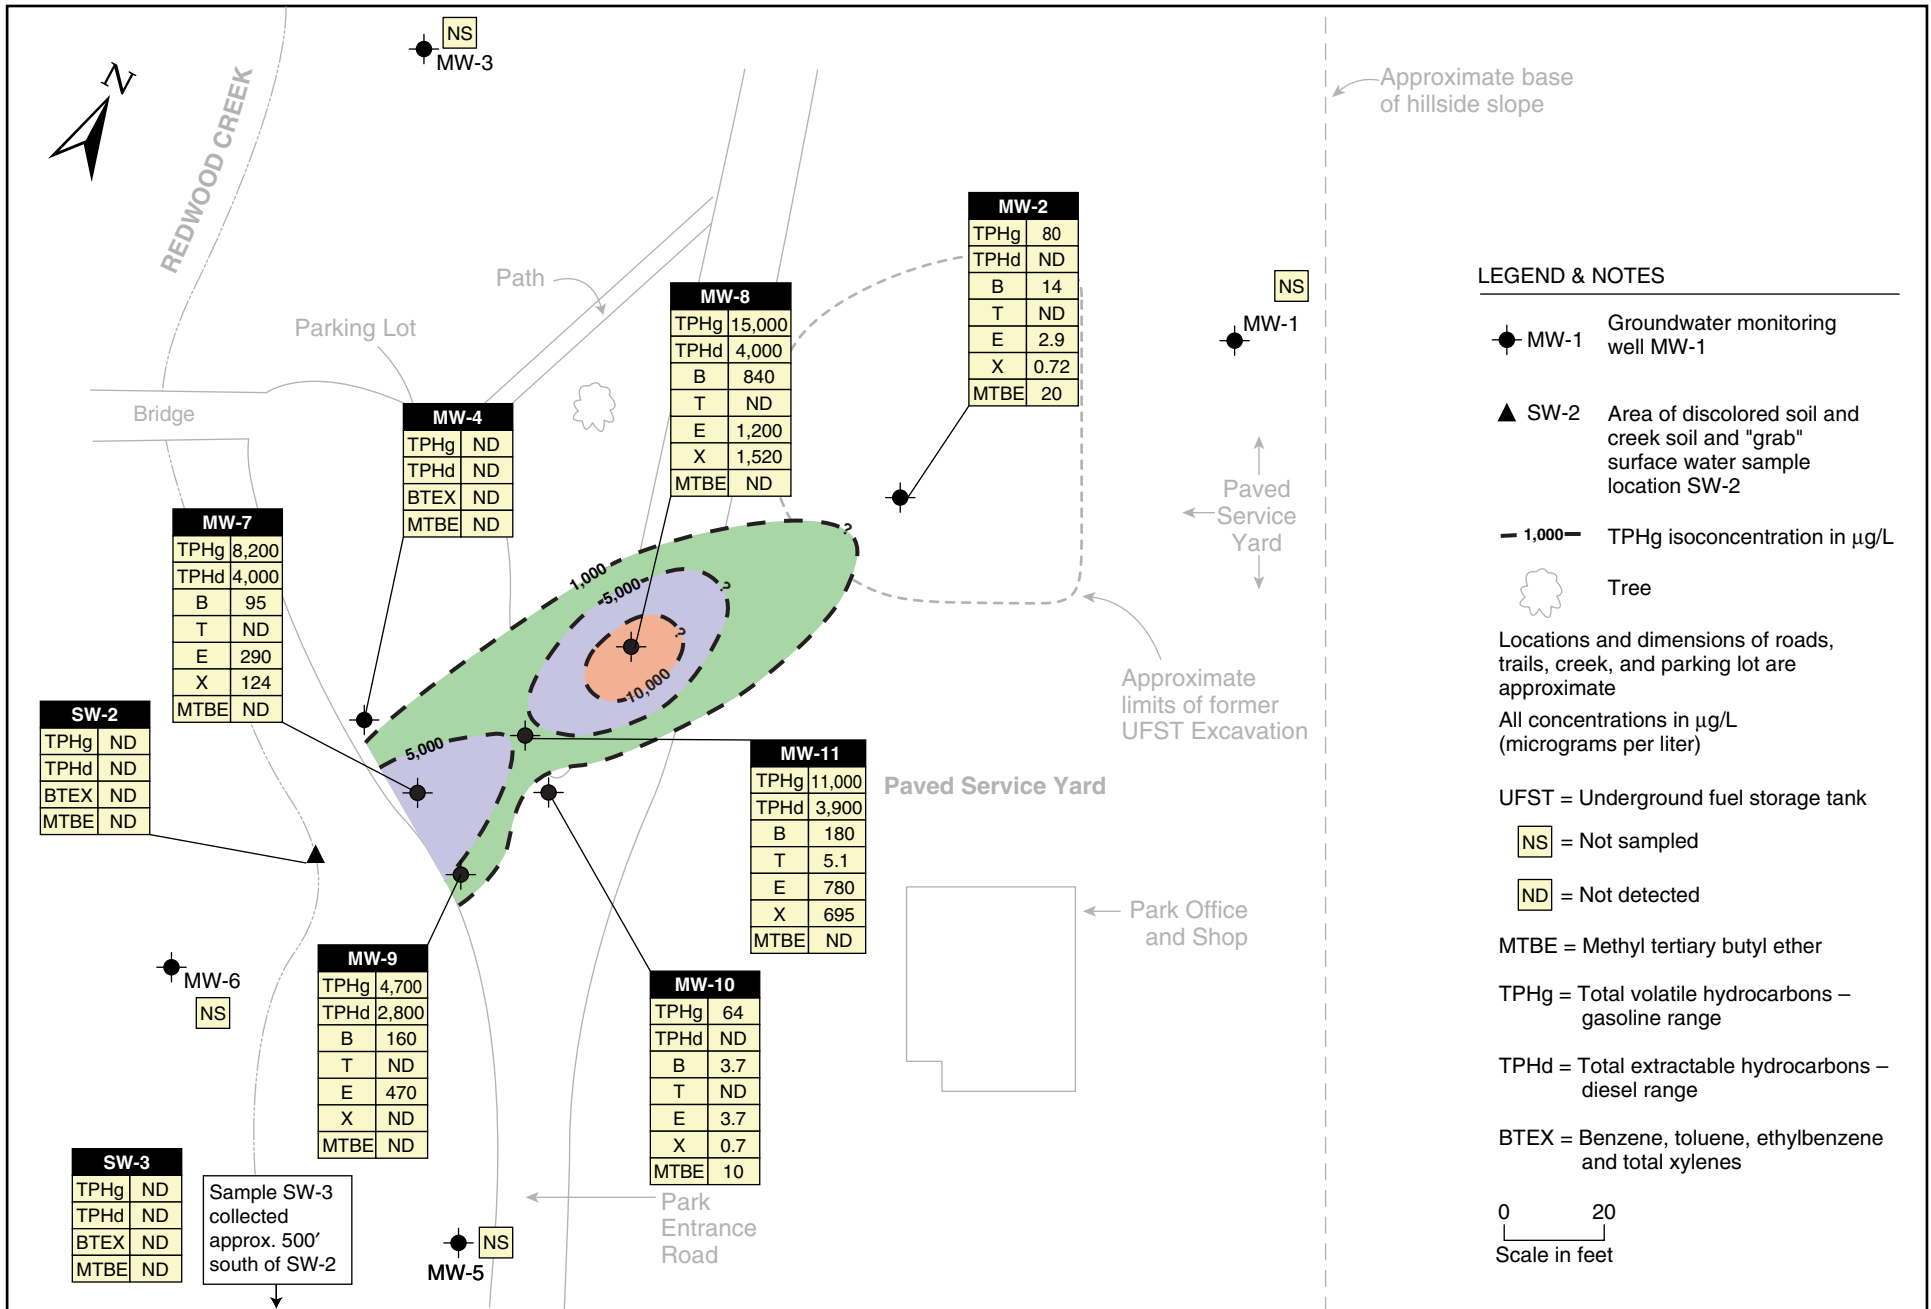 NS
MW-3
N
REDWOOD CREEK
Approximate base
of hillside slope
Path
Parking Lot
Bridge
MW-2
TPHg 80
TPHd ND
B 14
T ND
E 2.9
X 0.72
MTBE 20
NS
MW-1
MW-8
TPHg 15,000
TPHd 4,000
B 840
T ND
E 1,200
X 1,520
MTBE ND
MW-4
TPHg ND
TPHd ND
BTEX ND
MTBE ND
MW-7
TPHg 8,200
TPHd 4,000
B 95
T ND
E 290
X 124
MTBE ND
SW-2
TPHg ND
TPHd ND
BTEX ND
MTBE ND
1,000
5,000
10,000
5,000
?
?
?
Paved
Service
Yard
Approximate
limits of former
UFST Excavation
MW-11
TPHg 11,000
TPHd 3,900
B 180
T 5.1
E 780
X 695
MTBE ND
Paved Service Yard
Park Office
and Shop
MW-6
NS
MW-9
TPHg 4,700
TPHd 2,800
B 160
T ND
E 470
X ND
MTBE ND
MW-10
TPHg 64
TPHd ND
B 3.7
T ND
E 3.7
X 0.7
MTBE 10
SW-3
TPHg ND
TPHd ND
BTEX ND
MTBE ND
Sample SW-3
collected
approx. 500′
south of SW-2
NS
MW-5
Park
Entrance
Road
LEGEND & NOTES
MW-1 Groundwater monitoring
well MW-1
SW-2 Area of discolored soil and
creek soil and "grab"
surface water sample
location SW-2
1,000 TPHg isoconcentration in µg/L
Tree
Locations and dimensions of roads,
trails, creek, and parking lot are
approximate
All concentrations in µg/L
(micrograms per liter)
UFST = Underground fuel storage tank
NS = Not sampled
ND = Not detected
MTBE = Methyl tertiary butyl ether
TPHg = Total volatile hydrocarbons –
gasoline range
TPHd = Total extractable hydrocarbons –
diesel range
BTEX = Benzene, toluene, ethylbenzene
and total xylenes
0 20
Scale in feet